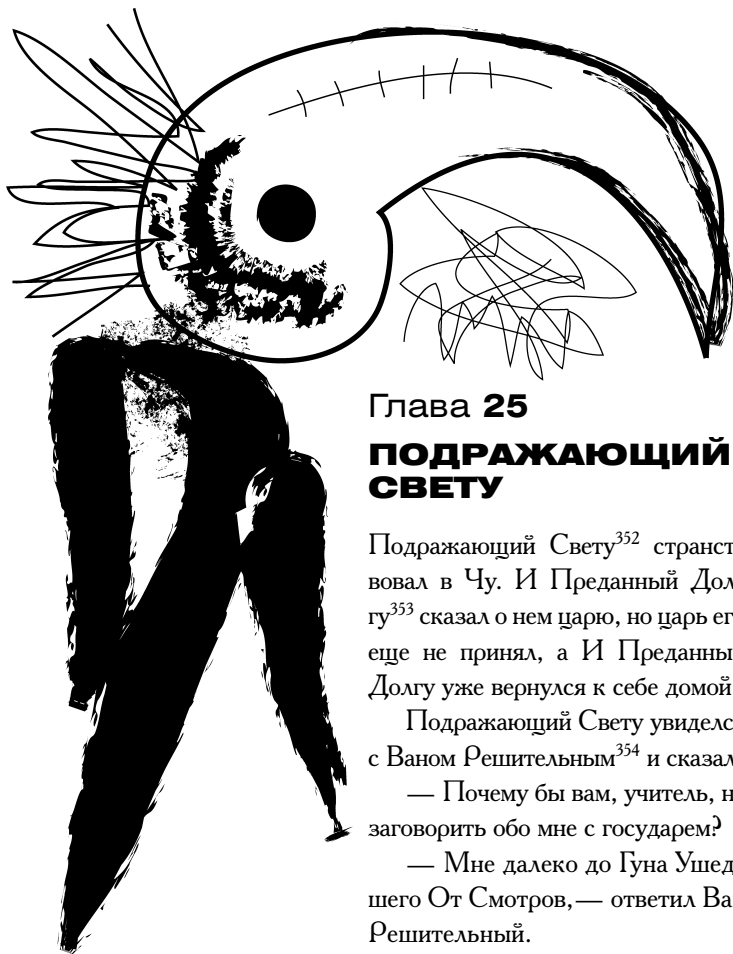 Глава 25
ПОДРАЖАЮЩИЙ
СВЕТУ
Подражающий Свету352 странст
вовал в Чу. И Преданный Дол
гу353 сказал о нем царю, но царь ег
еще не принял, а И Преданны
Долгу уже вернулся к себе домой
Подражающий Свету увиделс
с Ваном Решительным354 и сказал
— Почему бы вам, учитель, н
заговорить обо мне с государем?
— Мне далеко до Гуна Ушед
шего От Смотров,— ответил Ва
Решительный.